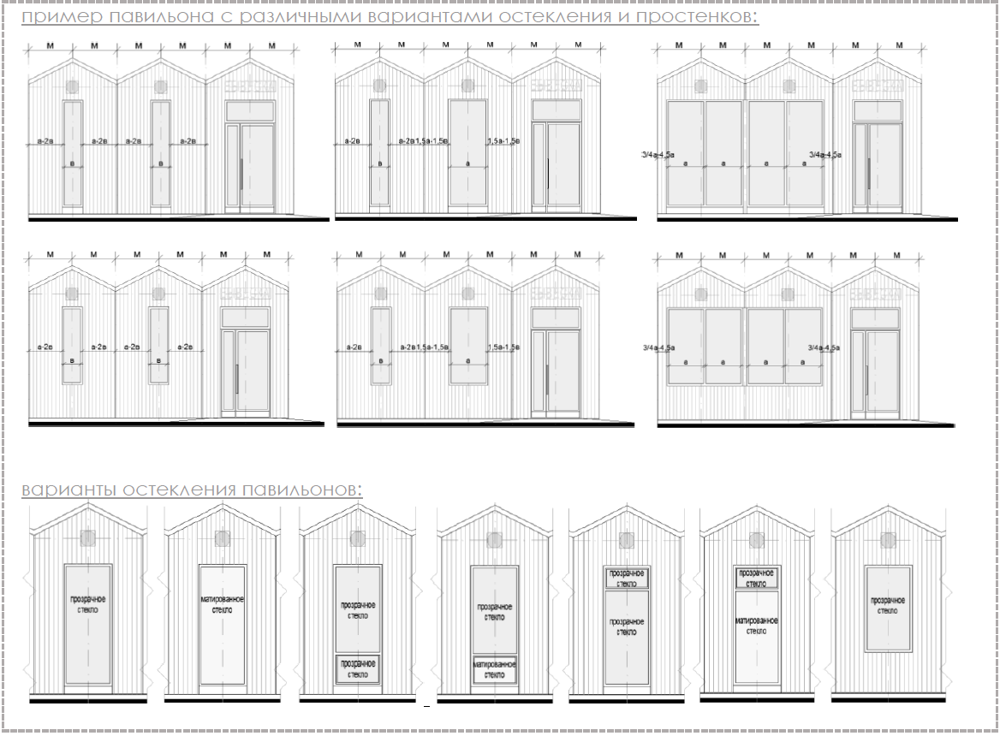 пример павильона с различными вариантами остекления и простенков:
м м м м м м
м м м м м м
м м м м м м
а-2в а-2в а-2в а-2в
в в
а-2в а-2в 1,5а-1,5в 1,5а-1,5в
в а
3/4а-4,5а 3/4а-4,5а
а а а а
м м м м м м
м м м м м м
м м м м м м
а-2в а-2в а-2в а-2в
в в
а-2в а-2в 1,5а-1,5в 1,5а-1,5в
в а
3/4а-4,5а 3/4а-4,5а
а а а а
варианты остекления павильонов:
прозрачное
стекло
матированное
стекло
прозрачное
стекло
прозрачное
стекло
прозрачное
стекло
матированное
стекло
прозрачное
стекло
прозрачное
стекло
прозрачное
стекло
матированное
стекло
прозрачное
стекло